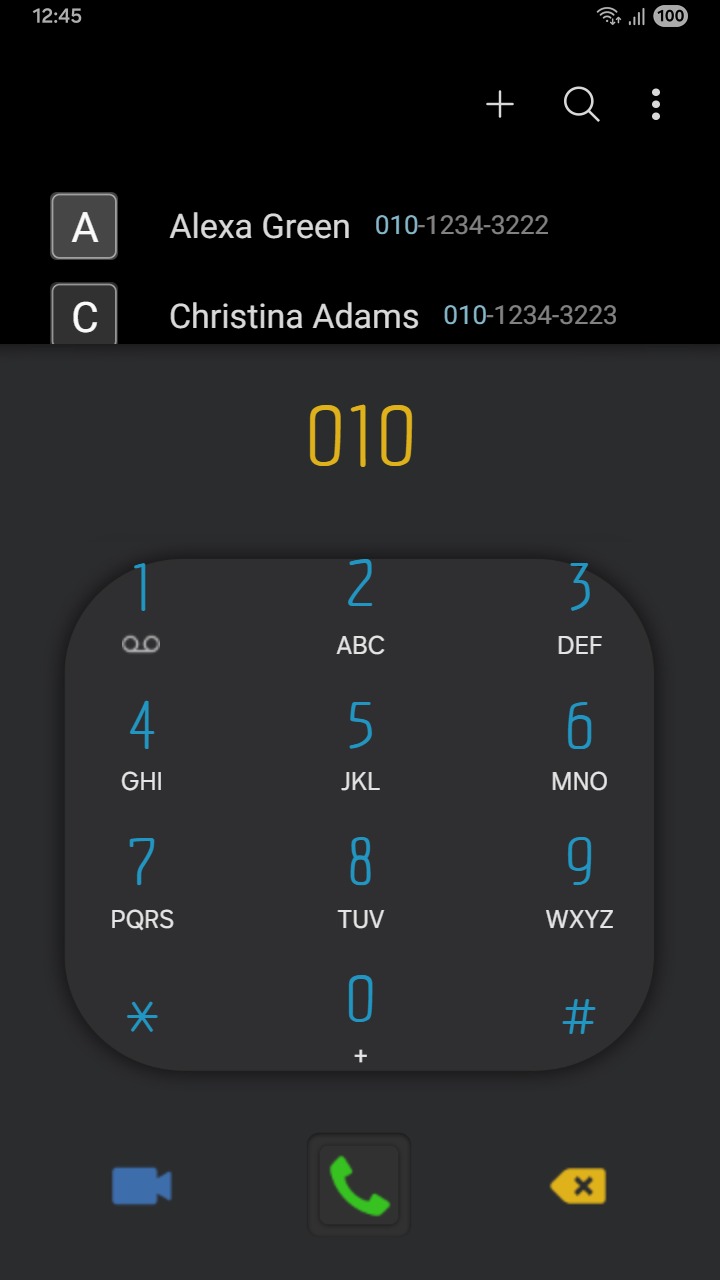 12:45 100
A Alexa Green 010-1234-3222
C Christina Adams 010-1234-3223
010
1 2 3
ABC DEF
4 5 6
GHI JKL MNO
7 8 9
PQRS TUV WXYZ
* 0 #
+